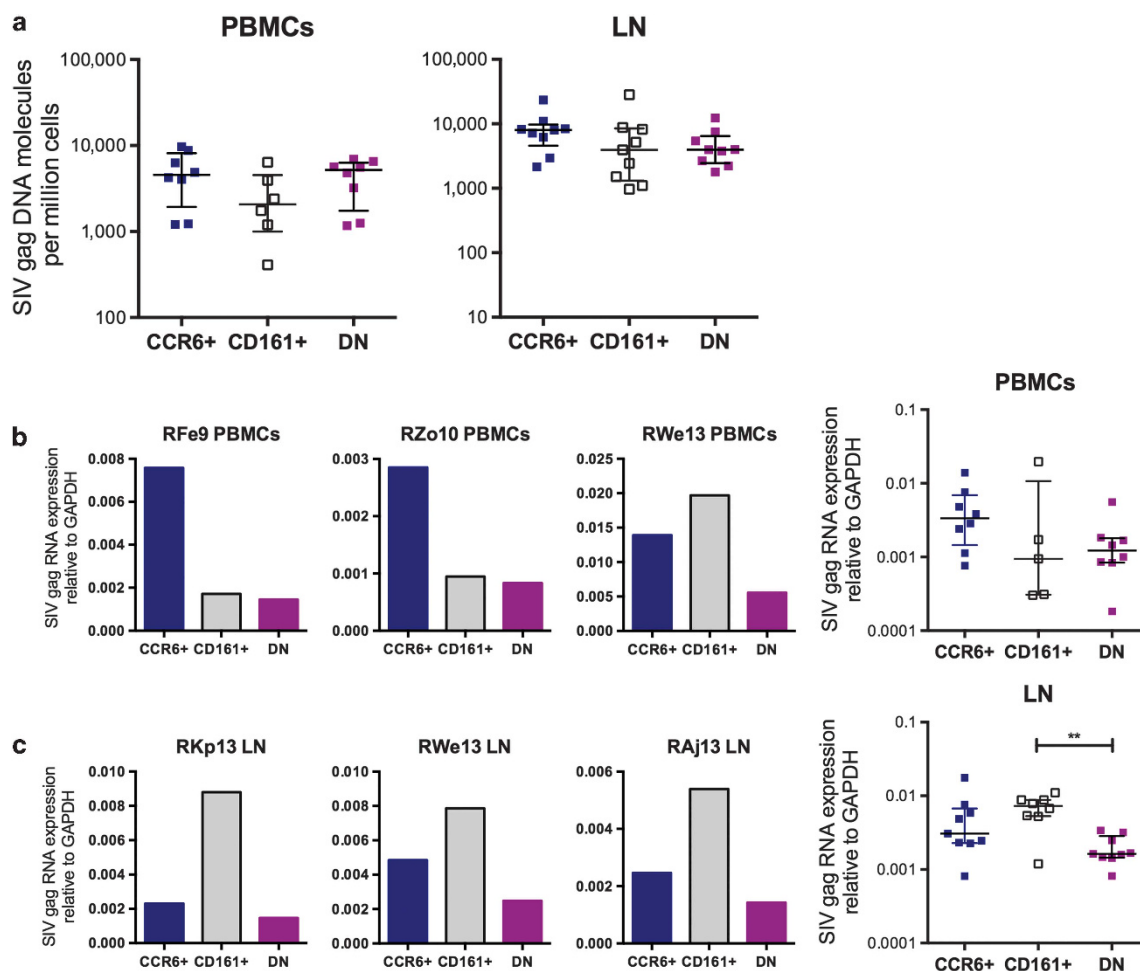 a
PBMCs
LN
SIV gag DNA molecules
per million cells
100,000
10,000
1,000
100
CCR6+ CD161+ DN
100,000
10,000
1,000
100
10
CCR6+ CD161+ DN
b
RFe9 PBMCs
SIV gag RNA expression
relative to GAPDH
0.008
0.006
0.004
0.002
0.000
CCR6+ CD161+ DN
RZo10 PBMCs
0.003
0.002
0.001
0.000
CCR6+ CD161+ DN
RWe13 PBMCs
0.025
0.020
0.015
0.010
0.005
0.000
CCR6+ CD161+ DN
PBMCs
SIV gag RNA expression
relative to GAPDH
0.1
0.01
0.001
0.0001
CCR6+ CD161+ DN
c
RKp13 LN
SIV gag RNA expression
relative to GAPDH
0.010
0.008
0.006
0.004
0.002
0.000
CCR6+ CD161+ DN
RWe13 LN
0.010
0.008
0.006
0.004
0.002
0.000
CCR6+ CD161+ DN
RAj13 LN
0.006
0.004
0.002
0.000
CCR6+ CD161+ DN
LN
SIV gag RNA expression
relative to GAPDH
0.1
0.01
0.001
0.0001
**
CCR6+ CD161+ DN